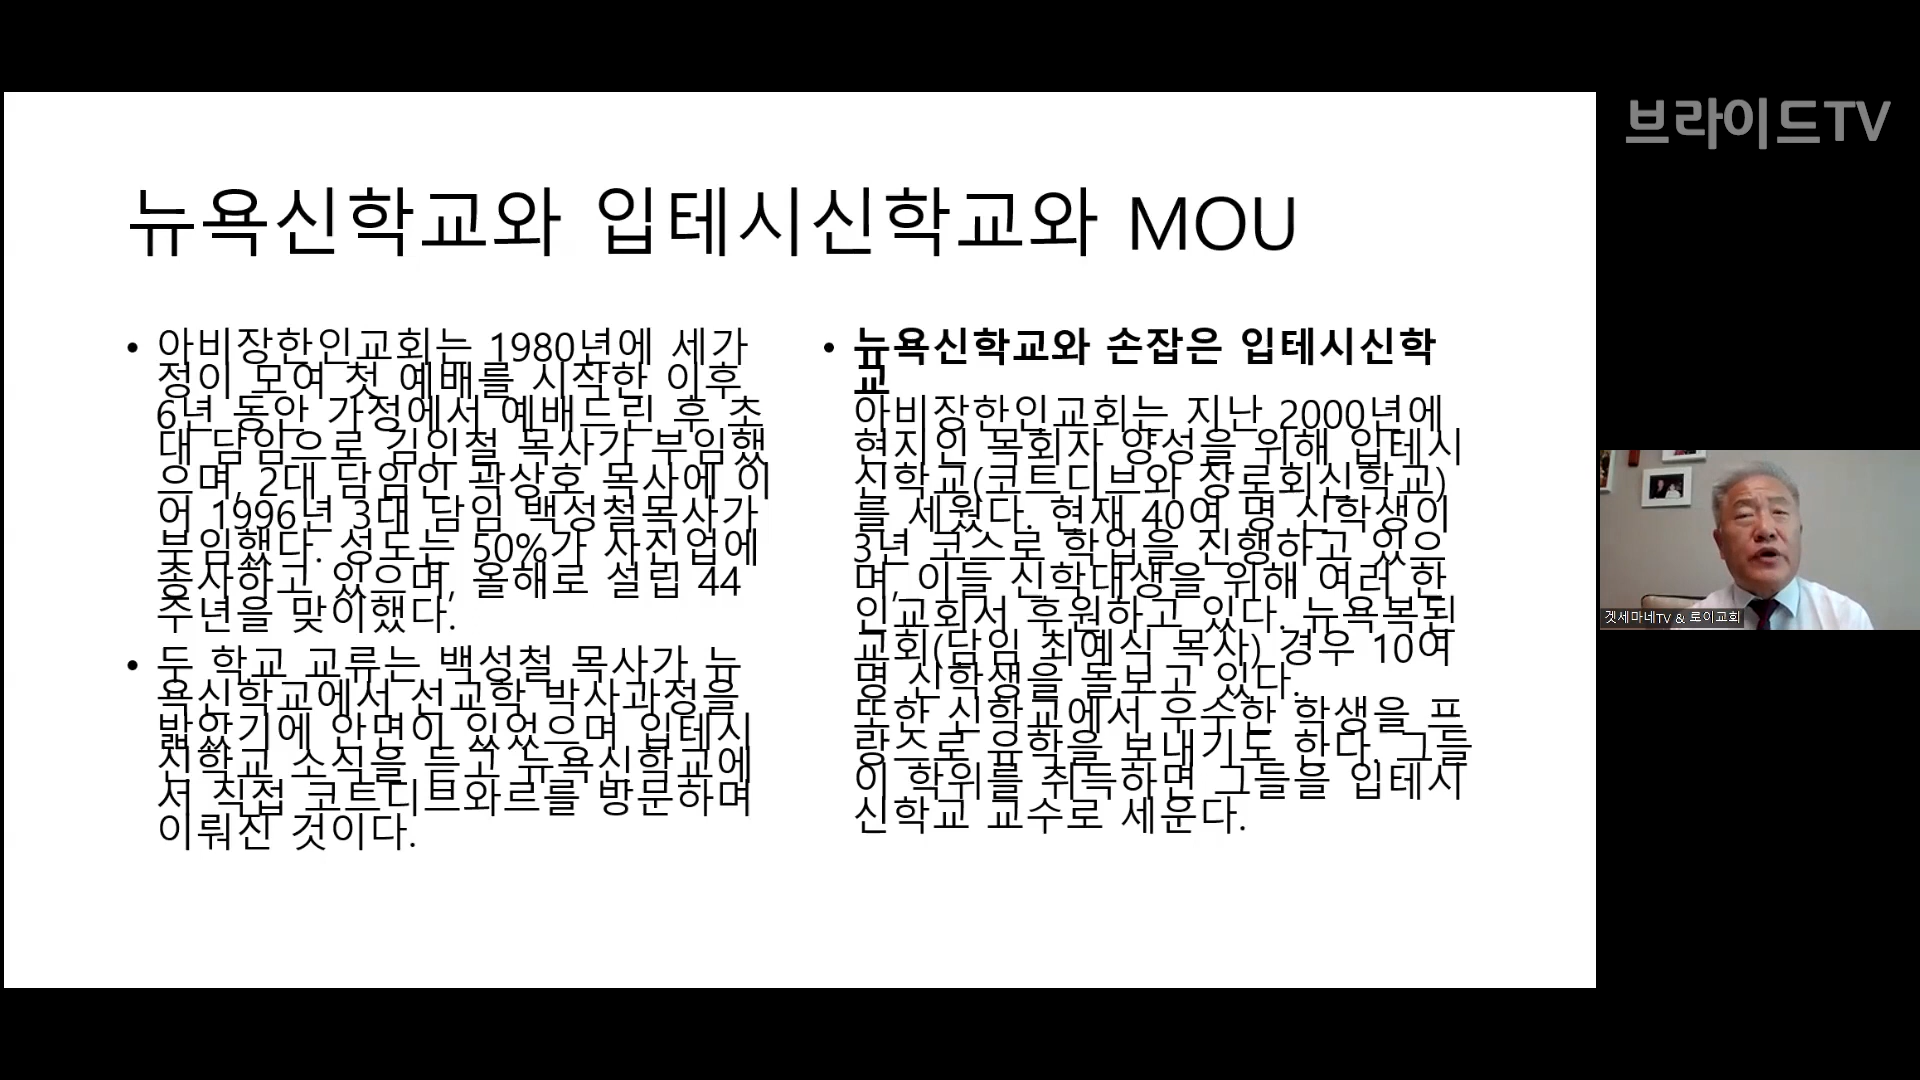 브라이드TV
뉴욕신학교와 입테시신학교와 MOU
• 아비장한인교회는 1980년에 세가
정이 모여 첫 예배를 시작한 이후
6년 동안 가정에서 예배드린 후 초
대 담임으로 김인철 목사가 부임했
으며, 2대 담임인 곽상호 목사에 이
어 1996년 3대 담임 백성철목사가
부임했다. 성도는 50%가 사진업에
종사하고 있으며, 올해로 설립 44
주년을 맞이했다.
• 두 학교 교류는 백성철 목사가 뉴
욕신학교에서 선교학 박사과정을
밟았기에 안면이 있었으며 입테시
신학교 소식을 듣고 뉴욕신학교에
서 직접 코트디브와르를 방문하며
이뤄진 것이다.
• 뉴욕신학교와 손잡은 입테시신학
교
아비장한인교회는 지난 2000년에
현지인 목회자 양성을 위해 입테시
신학교(코트디브와 장로회신학교)
를 세웠다. 현재 40여 명 신학생이
3년 코스로 학업을 진행하고 있으
며, 이들 신학대생을 위해 여러 한
인교회서 후원하고 있다. 뉴욕복된
교회(담임 최예식 목사) 경우 10여
명 신학생을 돌보고 있다.
또한 신학교에서 우수한 학생을 프
랑스로 유학을 보내기도 한다. 그들
이 학위를 취득하면 그들을 입테시
신학교 교수로 세운다.
겟세마네TV & 로이교회